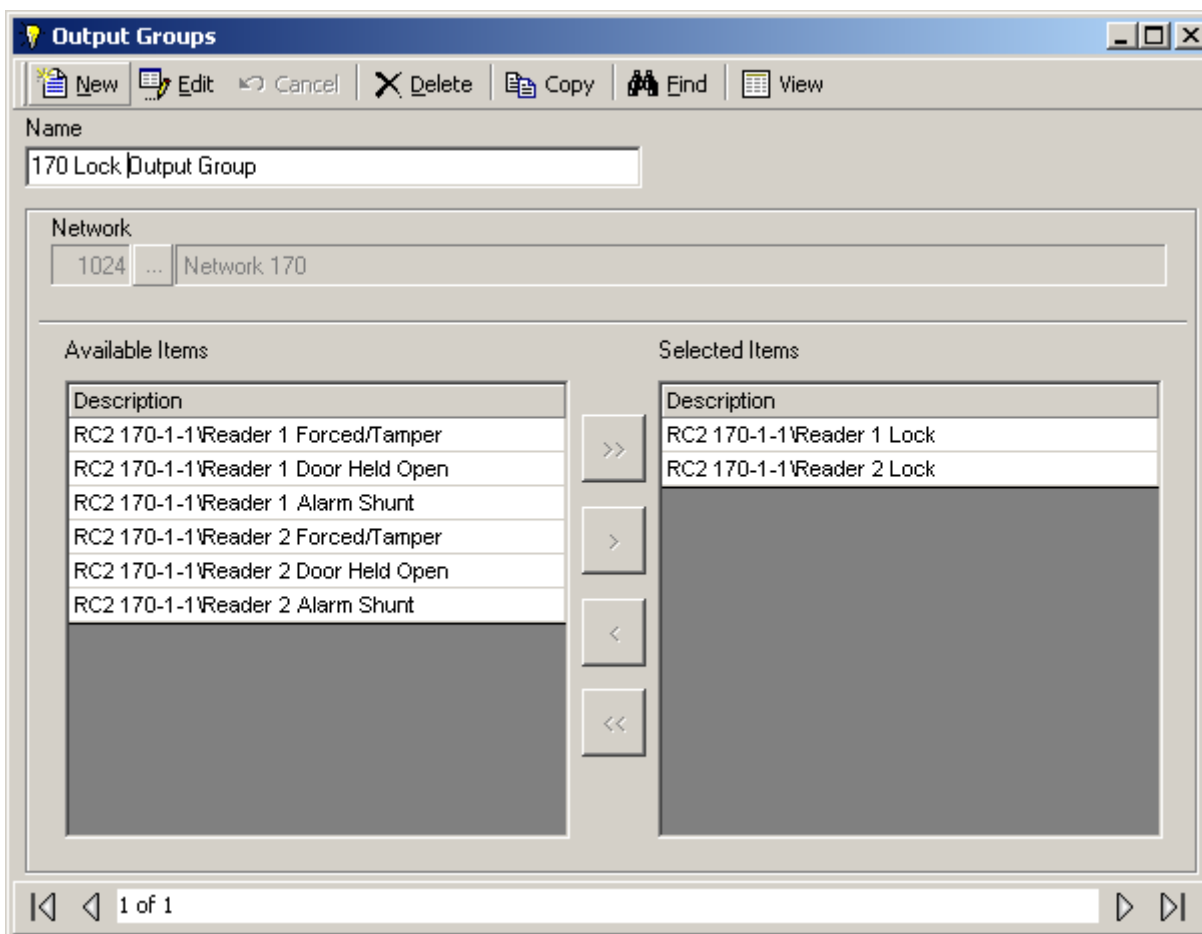 Output Groups
New Edit Cancel Delete Copy Find View
Name
170 Lock Output Group
Network
1024 ... Network 170
Available Items
Description
RC2 170-1-1\Reader 1 Forced/Tamper
RC2 170-1-1\Reader 1 Door Held Open
RC2 170-1-1\Reader 1 Alarm Shunt
RC2 170-1-1\Reader 2 Forced/Tamper
RC2 170-1-1\Reader 2 Door Held Open
RC2 170-1-1\Reader 2 Alarm Shunt
>>
>
<
<<
Selected Items
Description
RC2 170-1-1\Reader 1 Lock
RC2 170-1-1\Reader 2 Lock
1 of 1